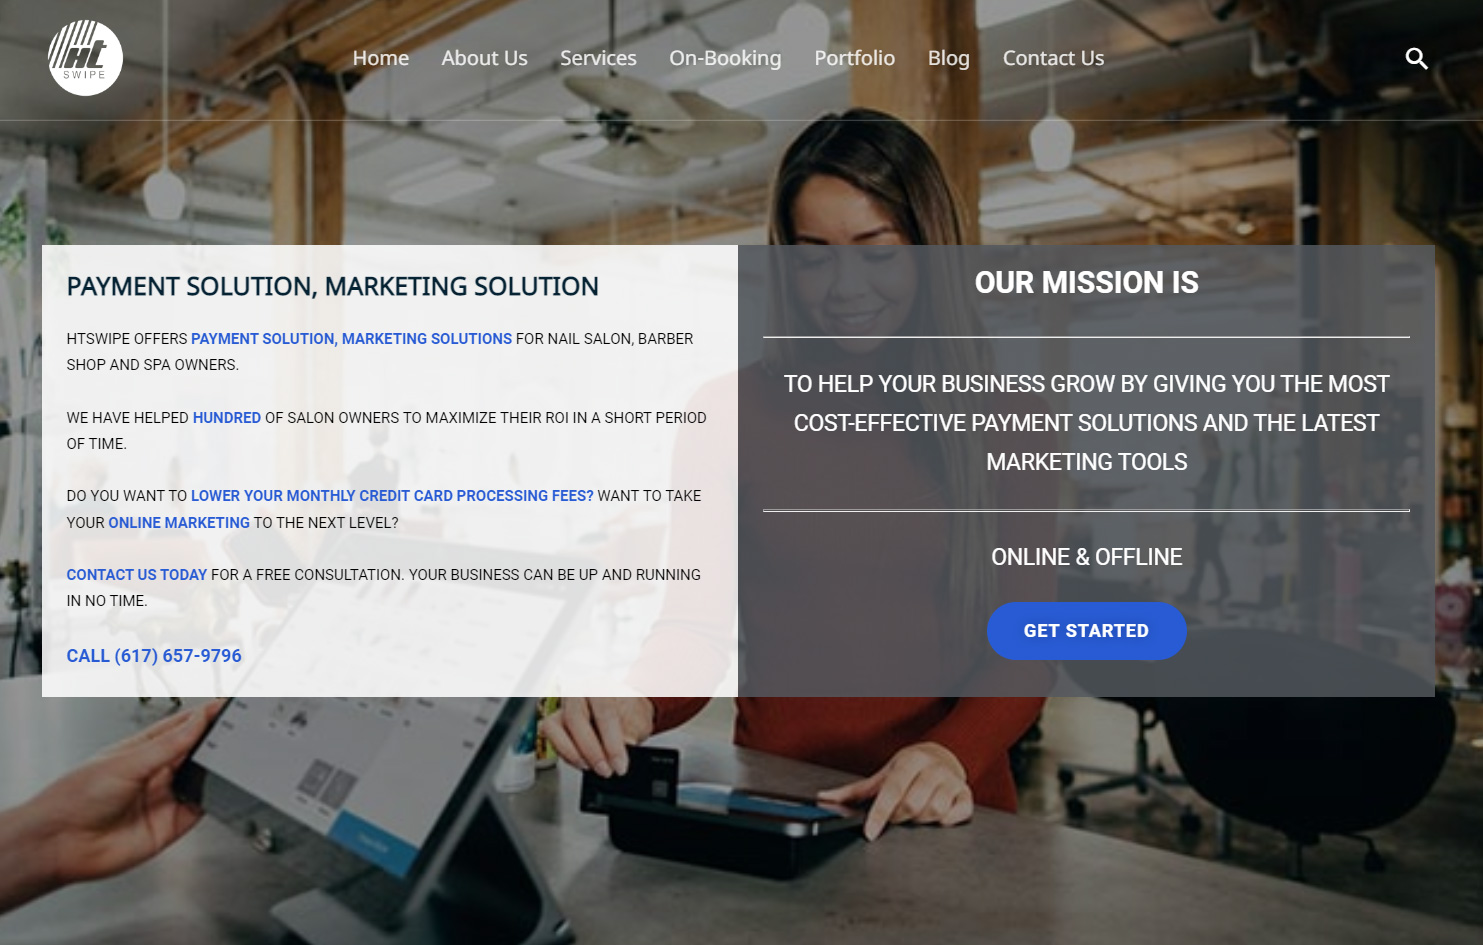 Ht
SWIPE
Home About Us Services On-Booking Portfolio Blog Contact Us
PAYMENT SOLUTION, MARKETING SOLUTION
HTSWIPE OFFERS PAYMENT SOLUTION, MARKETING SOLUTIONS FOR NAIL SALON, BARBER
SHOP AND SPA OWNERS.
WE HAVE HELPED HUNDRED OF SALON OWNERS TO MAXIMIZE THEIR ROI IN A SHORT PERIOD
OF TIME.
DO YOU WANT TO LOWER YOUR MONTHLY CREDIT CARD PROCESSING FEES? WANT TO TAKE
YOUR ONLINE MARKETING TO THE NEXT LEVEL?
CONTACT US TODAY FOR A FREE CONSULTATION. YOUR BUSINESS CAN BE UP AND RUNNING
IN NO TIME.
CALL (617) 657-9796
OUR MISSION IS
TO HELP YOUR BUSINESS GROW BY GIVING YOU THE MOST
COST-EFFECTIVE PAYMENT SOLUTIONS AND THE LATEST
MARKETING TOOLS
ONLINE & OFFLINE
GET STARTED